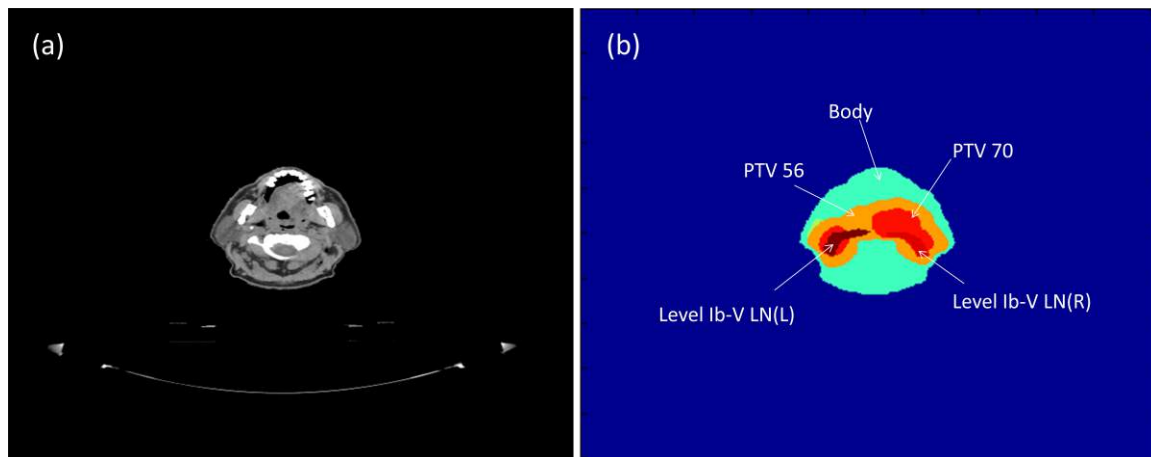 (a)
(b)
Body
PTV 70
PTV 56
Level Ib-V LN(L)
Level Ib-V LN(R)